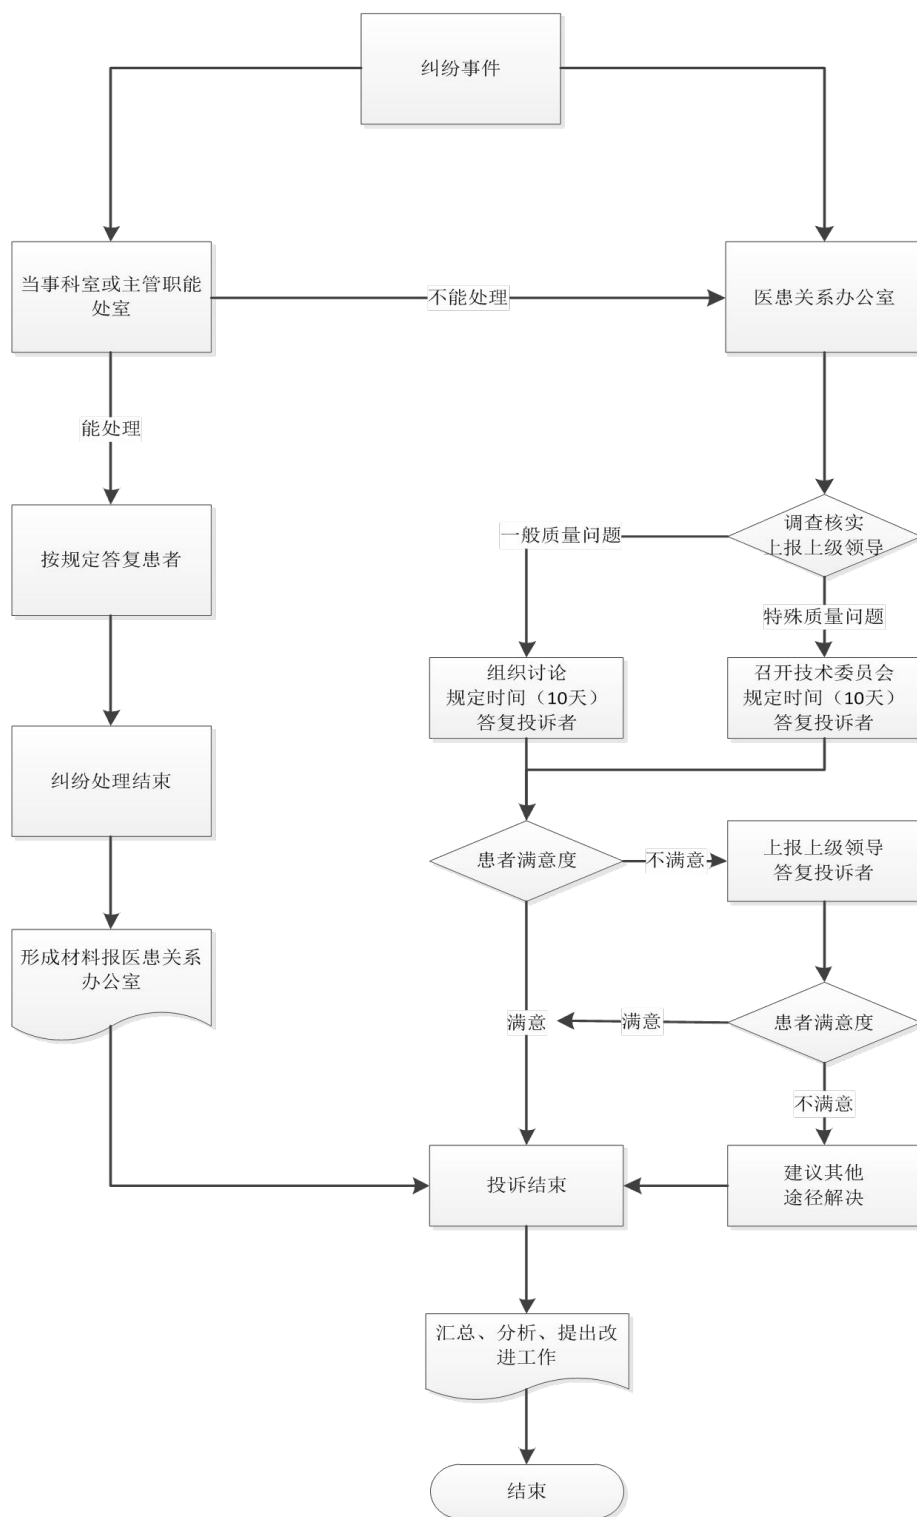 纠纷事件
当事科室或主管职能
处室
不能处理
医患关系办公室
能处理
按规定答复患者
一般质量问题
调查核实
上报上级领导
特殊质量问题
组织讨论
规定时间（10天）
答复投诉者
召开技术委员会
规定时间（10天）
答复投诉者
纠纷处理结束
患者满意度
不满意
上报上级领导
答复投诉者
形成材料报医患关系
办公室
满意
满意
患者满意度
不满意
投诉结束
建议其他
途径解决
汇总、分析、提出改
进工作
结束